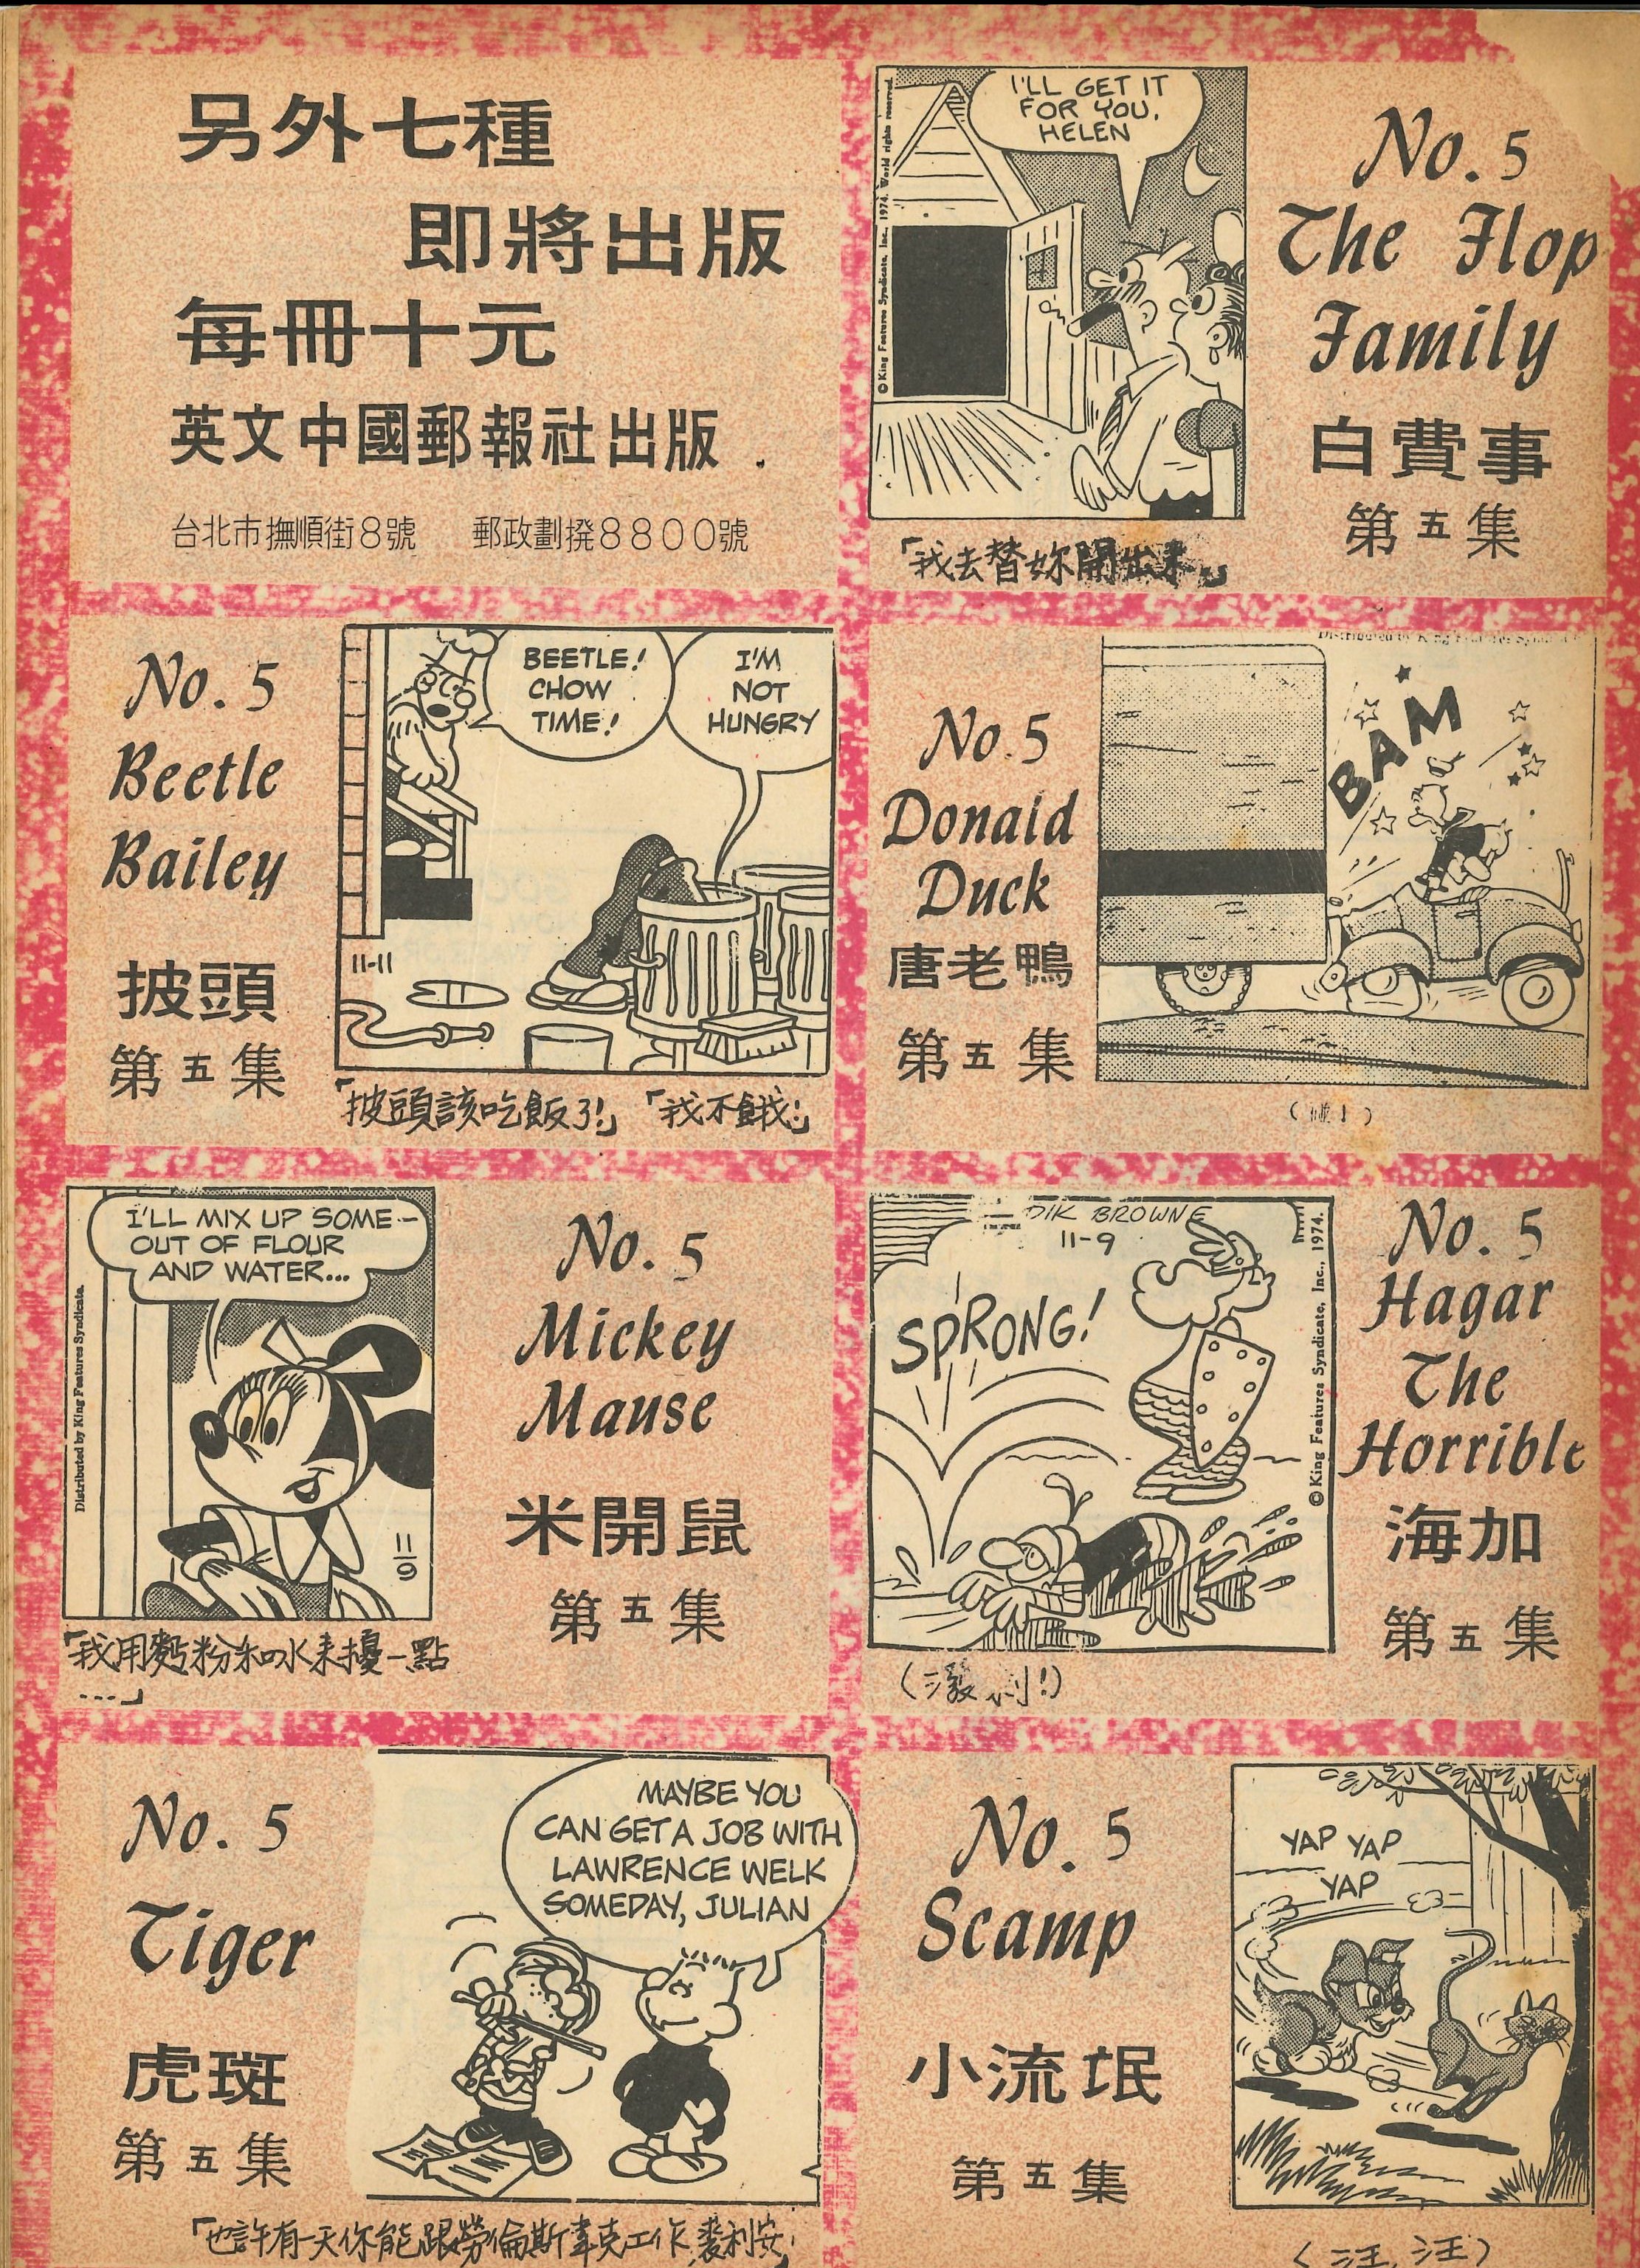 另外七種
即將出版
每冊十元
英文中國郵報社出版
台北市撫順街8號 郵政劃撥8800號
I'LL GET IT
FOR YOU,
HELEN
© King Features Syndicate, Inc., 1974. World rights reserved.
「我去替妳開出來」
No. 5
The Flop
Family
白費事
第五集
No. 5
Beetle
Bailey
披頭
第五集
BEETLE!
CHOW
TIME!
I'M
NOT
HUNGRY
11-11
「披頭該吃飯了!」 「我不餓!」
No. 5
Donald
Duck
唐老鴨
第五集
Distributed by King Features Syndicate
BAM
I'LL MIX UP SOME—
OUT OF FLOUR
AND WATER...
Distributed by King Features Syndicate.
11
9
「我用麪粉和水來擾一點
...」
No. 5
Mickey
Mause
米開鼠
第五集
DIK BROWNE
11-9
SPRONG!
© King Features Syndicate, Inc., 1974.
No. 5
Hagar
The
Horrible
海加
第五集
No. 5
Tiger
虎斑
第五集
MAYBE YOU
CAN GET A JOB WITH
LAWRENCE WELK
SOMEDAY, JULIAN
「也許有一天你能跟勞倫斯韋克工作
No. 5
Scamp
小流氓
第五集
YAP YAP
YAP
(汪,汪)